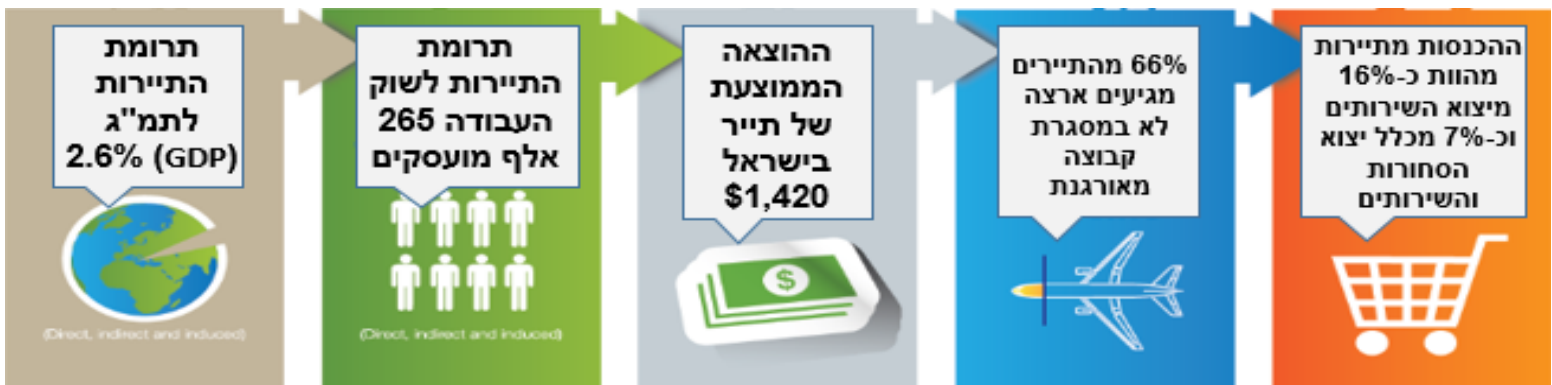 תרומת
התיירות
לתמ"ג
2.6% (GDP)
(Direct, indirect and induced)
תרומת
התיירות לשוק
העבודה 265
אלף מועסקים
(Direct, indirect and induced)
ההוצאה
הממוצעת
של תייר
בישראל
$1,420
$
66% מהתיירים
מגיעים ארצה
לא במסגרת
קבוצה
מאורגנת
ההכנסות מתיירות
מהוות כ-16%
מיצוא השירותים
וכ-7% מכלל יצוא
הסחורות
והשירותים